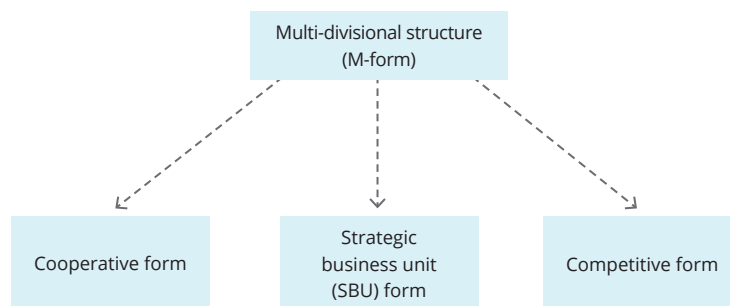 Multi-divisional structure
(M-form)
Cooperative form
Strategic
business unit
(SBU) form
Competitive form